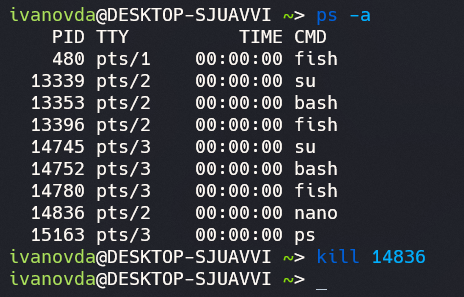 ivanovda@DESKTOP-SJUAVVI ~> ps -a
    PID TTY          TIME CMD
    480 pts/1    00:00:00 fish
  13339 pts/2    00:00:00 su
  13353 pts/2    00:00:00 bash
  13396 pts/2    00:00:00 fish
  14745 pts/3    00:00:00 su
  14752 pts/3    00:00:00 bash
  14780 pts/3    00:00:00 fish
  14836 pts/2    00:00:00 nano
  15163 pts/3    00:00:00 ps
ivanovda@DESKTOP-SJUAVVI ~> kill 14836
ivanovda@DESKTOP-SJUAVVI ~> _